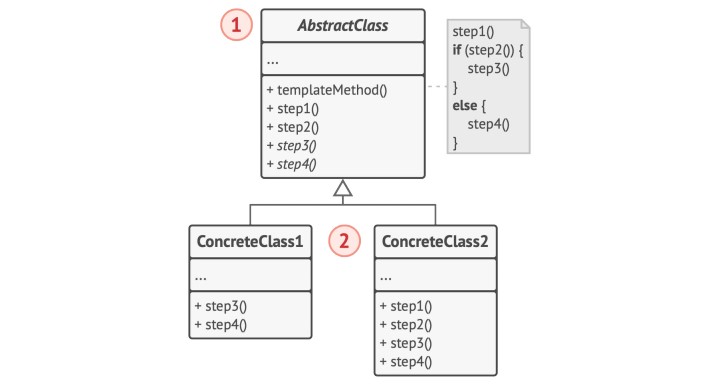 1
AbstractClass
...
+ templateMethod()
+ step1()
+ step2()
+ step3()
+ step4()
step1()
if (step2()) {
step3()
}
else {
step4()
}
ConcreteClass1
...
+ step3()
+ step4()
2
ConcreteClass2
...
+ step1()
+ step2()
+ step3()
+ step4()